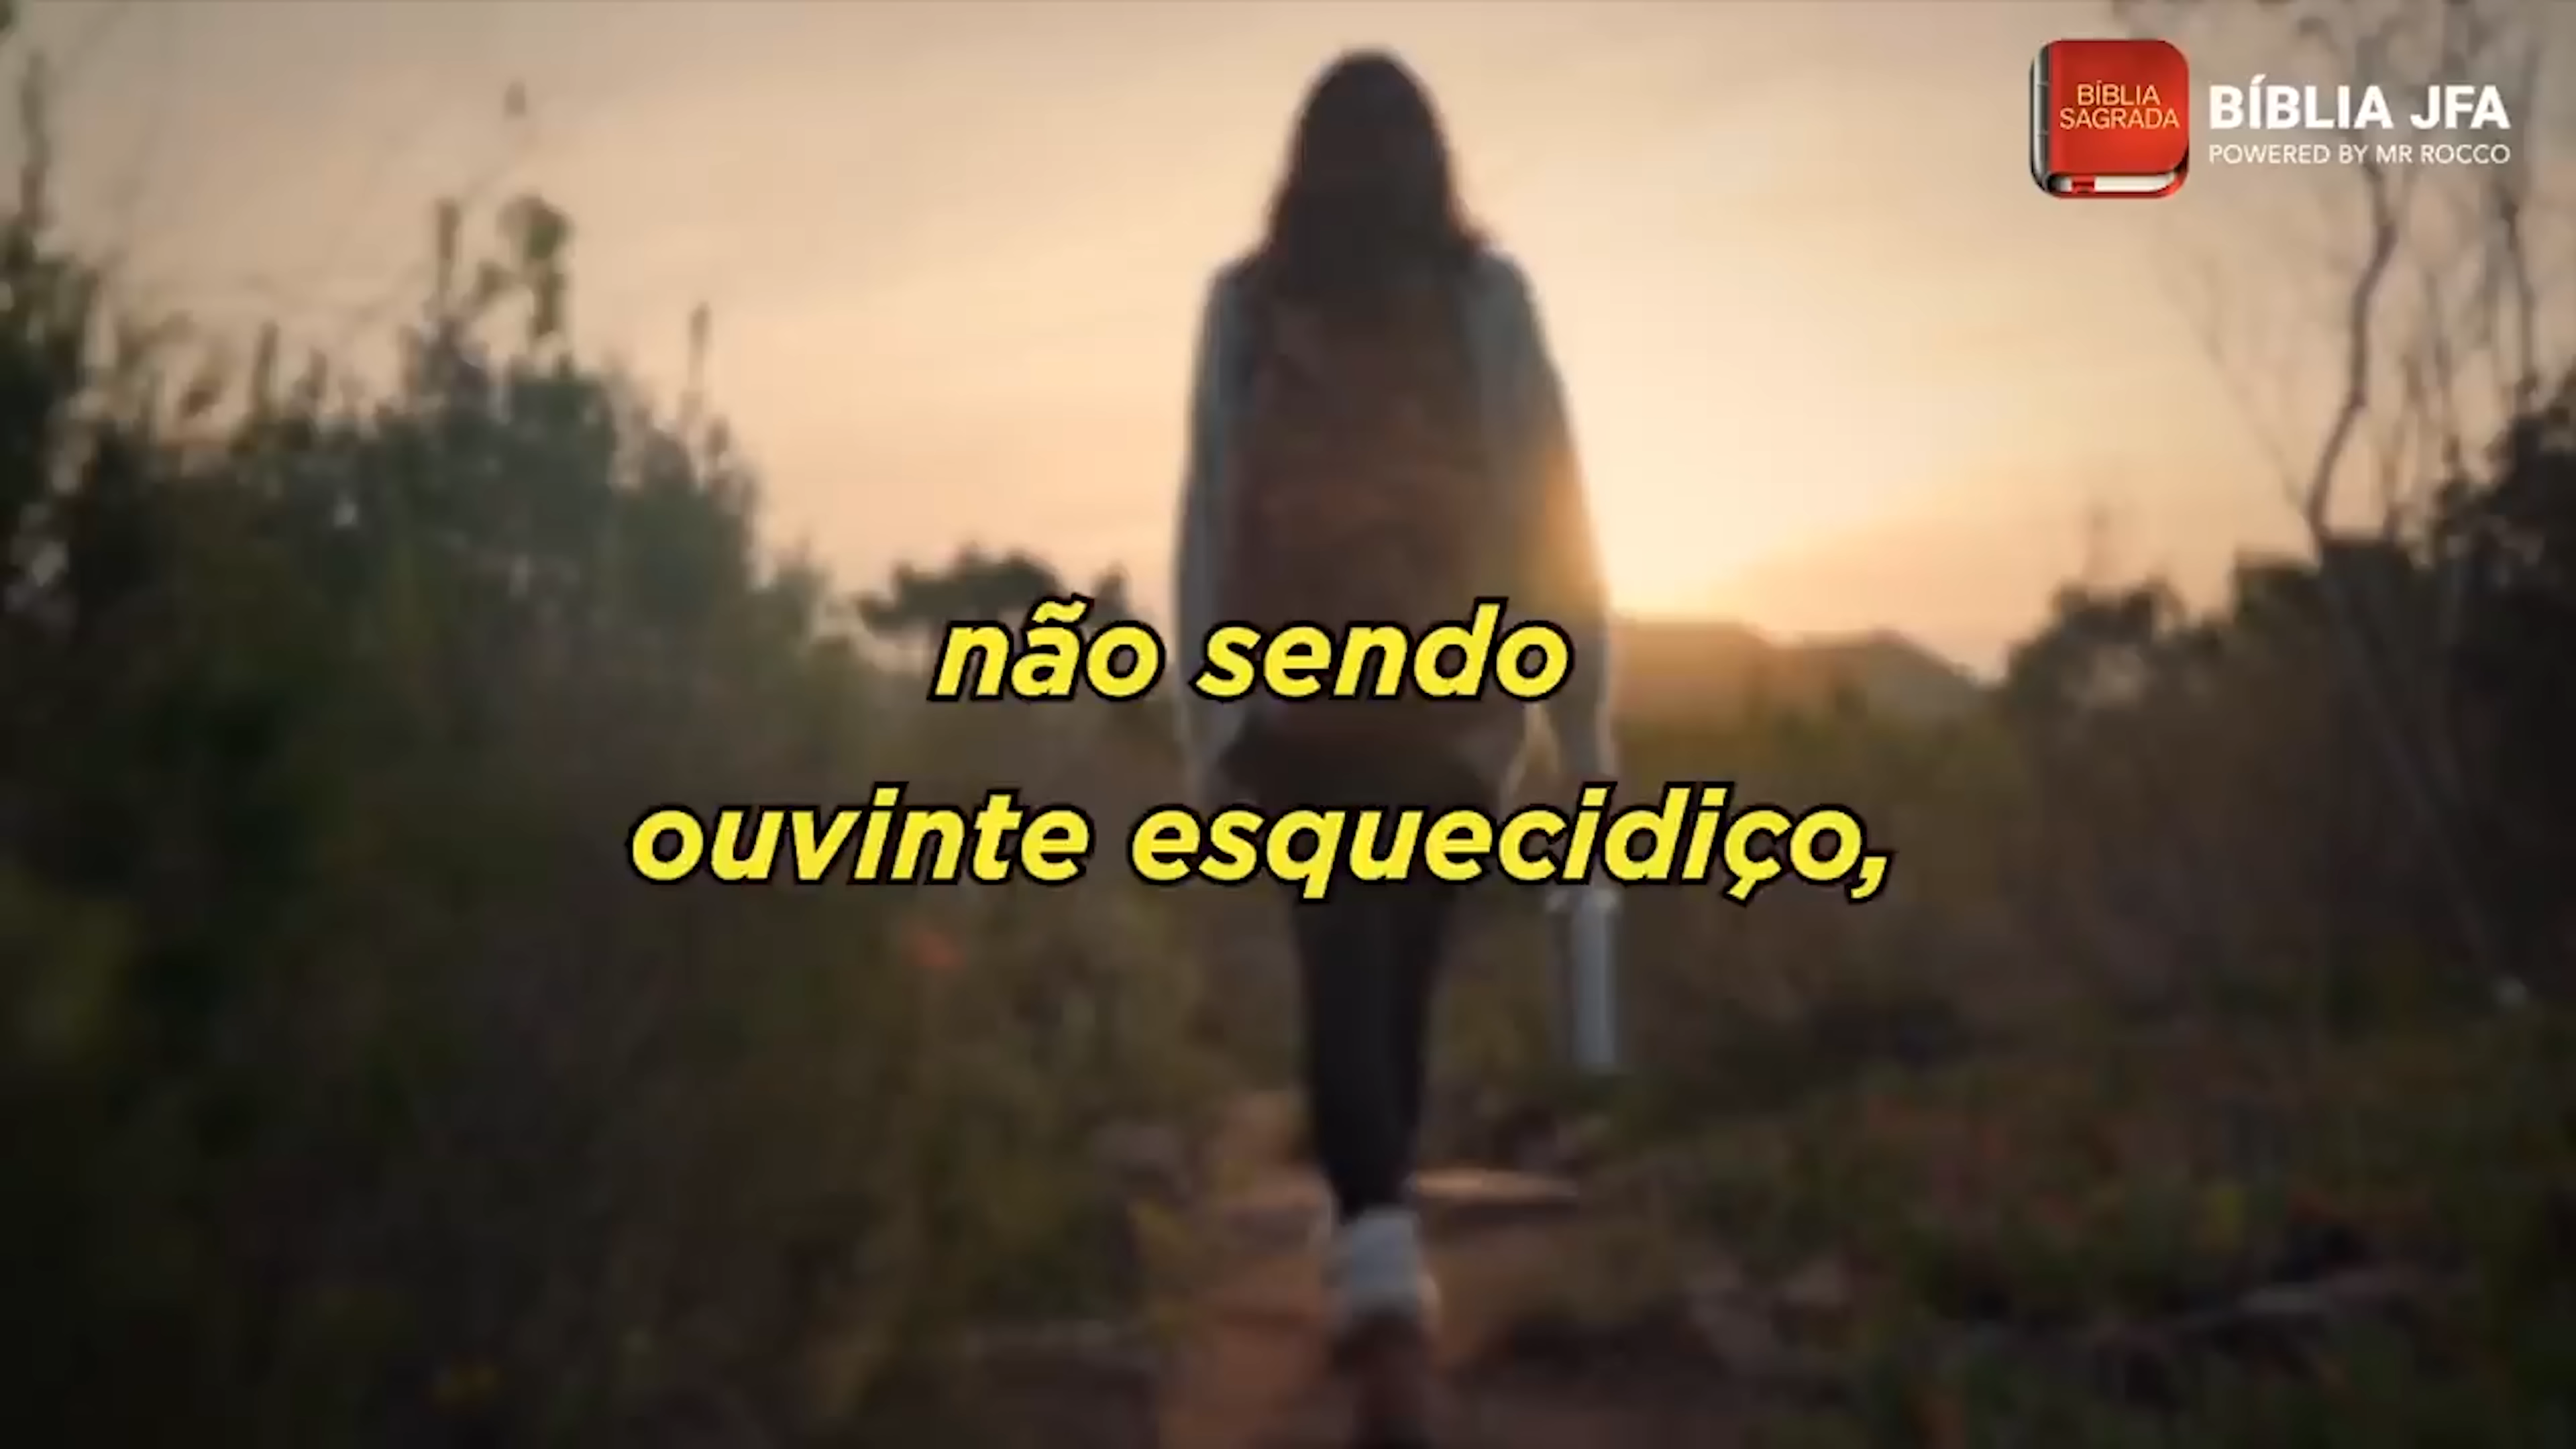 BÍBLIA
SAGRADA
BÍBLIA JFA
POWERED BY MR ROCCO
não sendo
ouvinte esquecidiço,